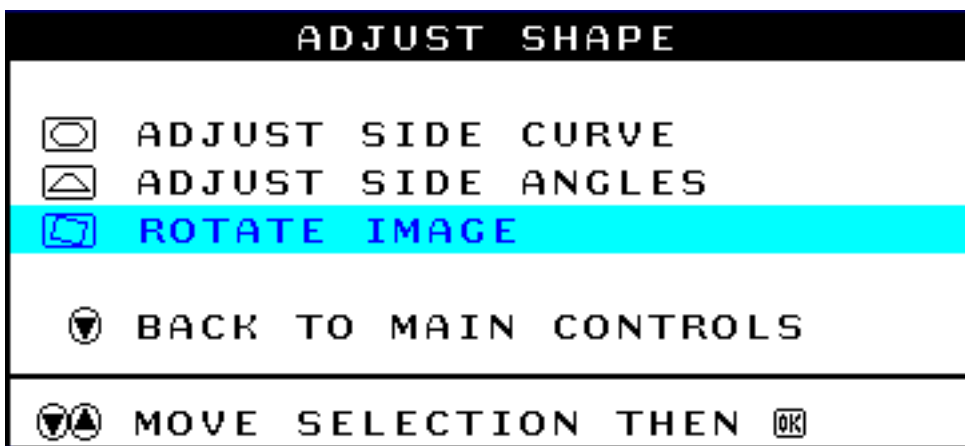 ADJUST SHAPE
ADJUST SIDE CURVE
ADJUST SIDE ANGLES
ROTATE IMAGE
BACK TO MAIN CONTROLS
MOVE SELECTION THEN OK